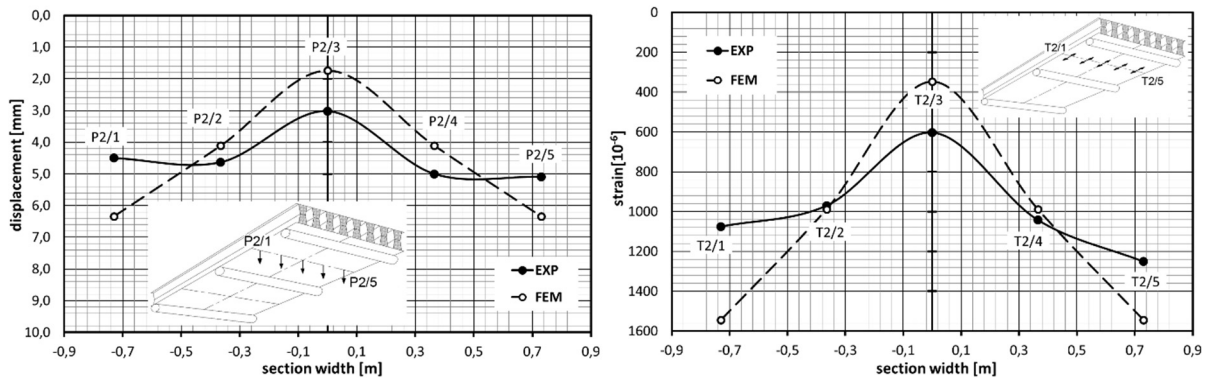 0,0
1,0
2,0
3,0
4,0
5,0
6,0
7,0
8,0
9,0
10,0
displacement [mm]
P2/3
P2/2
P2/1
P2/4
P2/5
P2/1
P2/5
EXP
FEM
-0,9 -0,7 -0,5 -0,3 -0,1 0,1 0,3 0,5 0,7 0,9
section width [m]
0
200
400
600
800
1000
1200
1400
1600
strain[10⁻⁶]
EXP
FEM
T2/1
T2/5
T2/3
T2/1
T2/2
T2/4
T2/5
-0,9 -0,7 -0,5 -0,3 -0,1 0,1 0,3 0,5 0,7 0,9
section width [m]